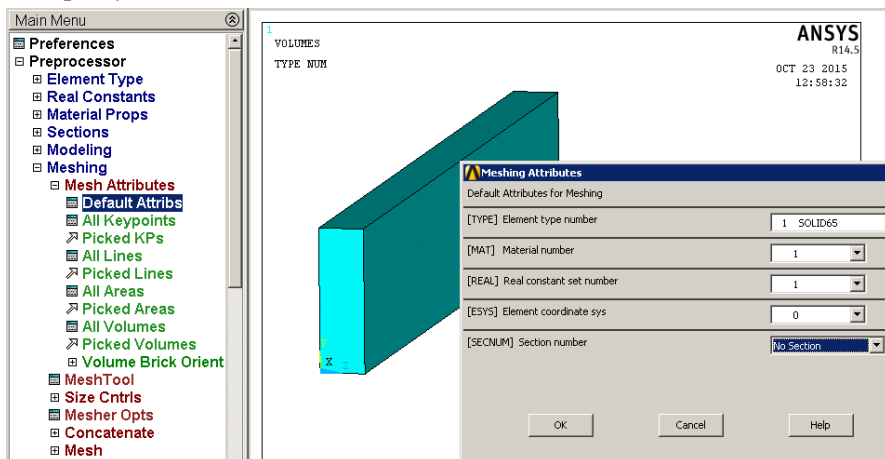 Main Menu
Preferences
Preprocessor
Element Type
Real Constants
Material Props
Sections
Modeling
Meshing
Mesh Attributes
Default Attribs
All Keypoints
Picked KPs
All Lines
Picked Lines
All Areas
Picked Areas
All Volumes
Picked Volumes
Volume Brick Orient
MeshTool
Size Cntrls
Mesher Opts
Concatenate
Mesh
1
VOLUMES
TYPE NUM
ANSYS
R14.5
OCT 23 2015
12:58:32
Y
X Z
Meshing Attributes
Default Attributes for Meshing
[TYPE] Element type number 1 SOLID65
[MAT] Material number 1
[REAL] Real constant set number 1
[ESYS] Element coordinate sys 0
[SECNUM] Section number No Section
OK Cancel Help